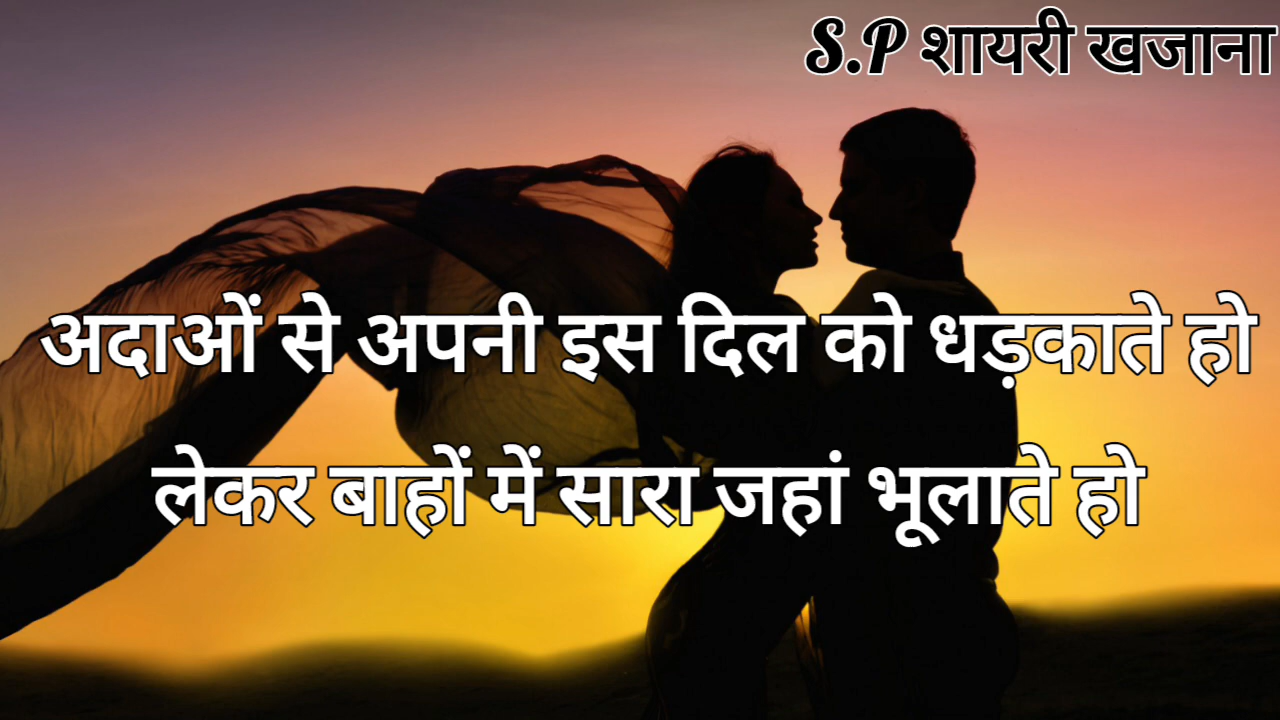 S.P शायरी खजाना
अदाओं से अपनी इस दिल को धड़काते हो
लेकर बाहों में सारा जहां भूलाते हो